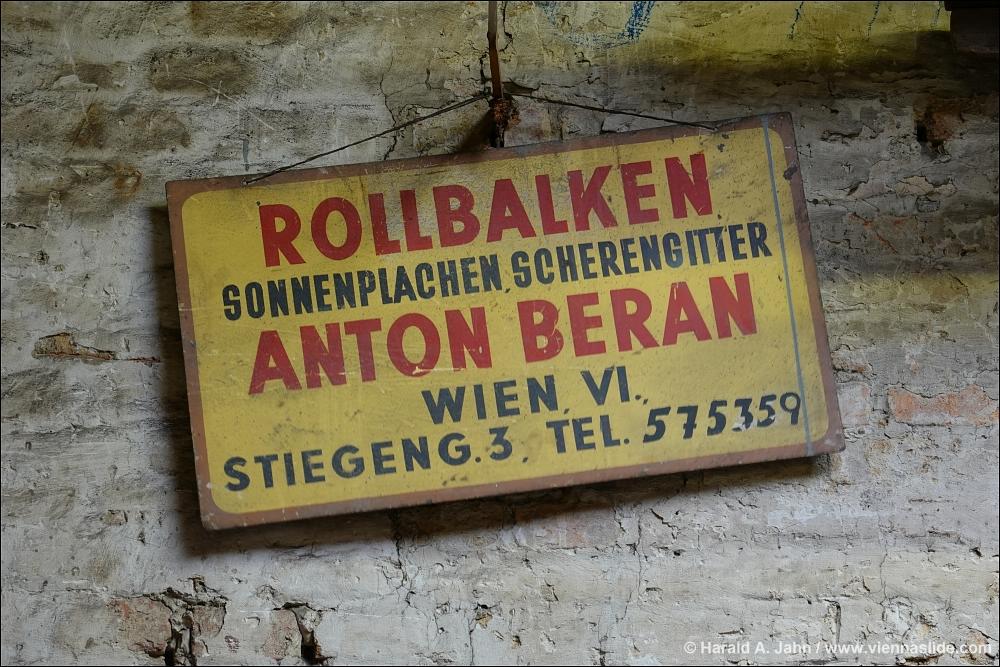 ROLLBALKEN
SONNENPLACHEN, SCHERENGITTER
ANTON BERAN
WIEN, VI.,
STIEGENG. 3, TEL. 575359
© Harald A. Jahn / www.viennaslide.com